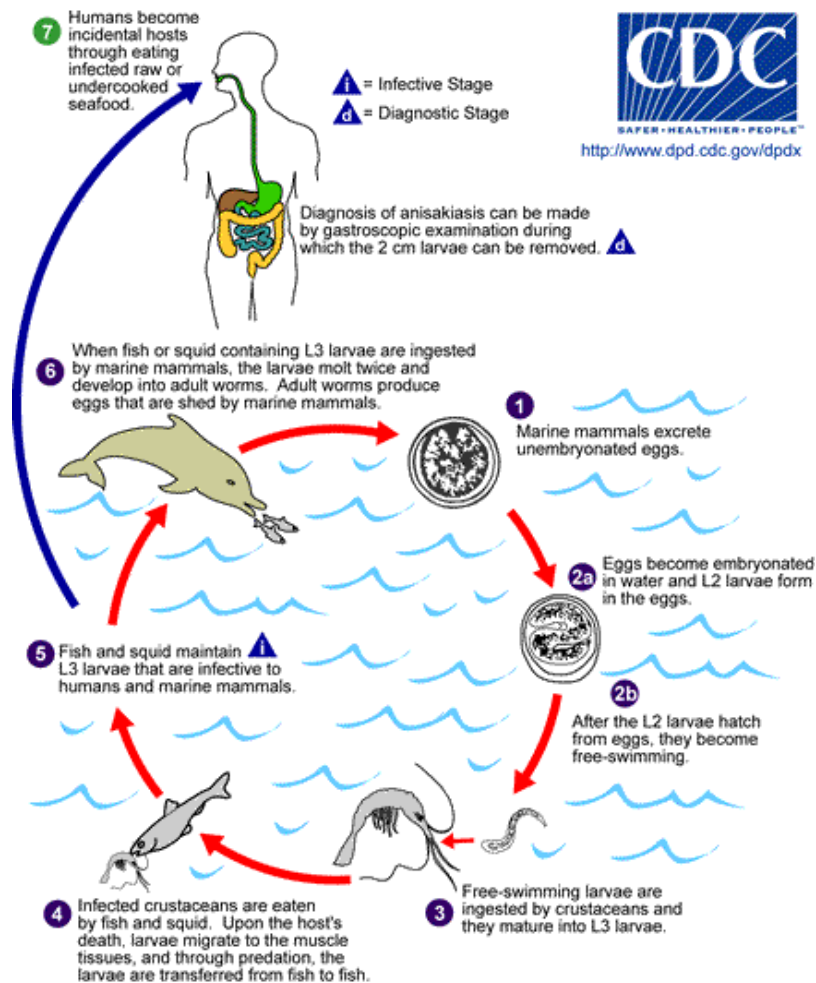 7 Humans become
incidental hosts
through eating
infected raw or
undercooked
seafood.
i = Infective Stage
d = Diagnostic Stage
CDC
SAFER•HEALTHIER•PEOPLE™
http://www.dpd.cdc.gov/dpdx
Diagnosis of anisakiasis can be made
by gastroscopic examination during
which the 2 cm larvae can be removed. d
6 When fish or squid containing L3 larvae are ingested
by marine mammals, the larvae molt twice and
develop into adult worms. Adult worms produce
eggs that are shed by marine mammals.
1
Marine mammals excrete
unembryonated eggs.
2a Eggs become embryonated
in water and L2 larvae form
in the eggs.
2b
After the L2 larvae hatch
from eggs, they become
free-swimming.
3 Free-swimming larvae are
ingested by crustaceans and
they mature into L3 larvae.
4 Infected crustaceans are eaten
by fish and squid. Upon the host's
death, larvae migrate to the muscle
tissues, and through predation, the
larvae are transferred from fish to fish.
5 Fish and squid maintain i
L3 larvae that are infective to
humans and marine mammals.